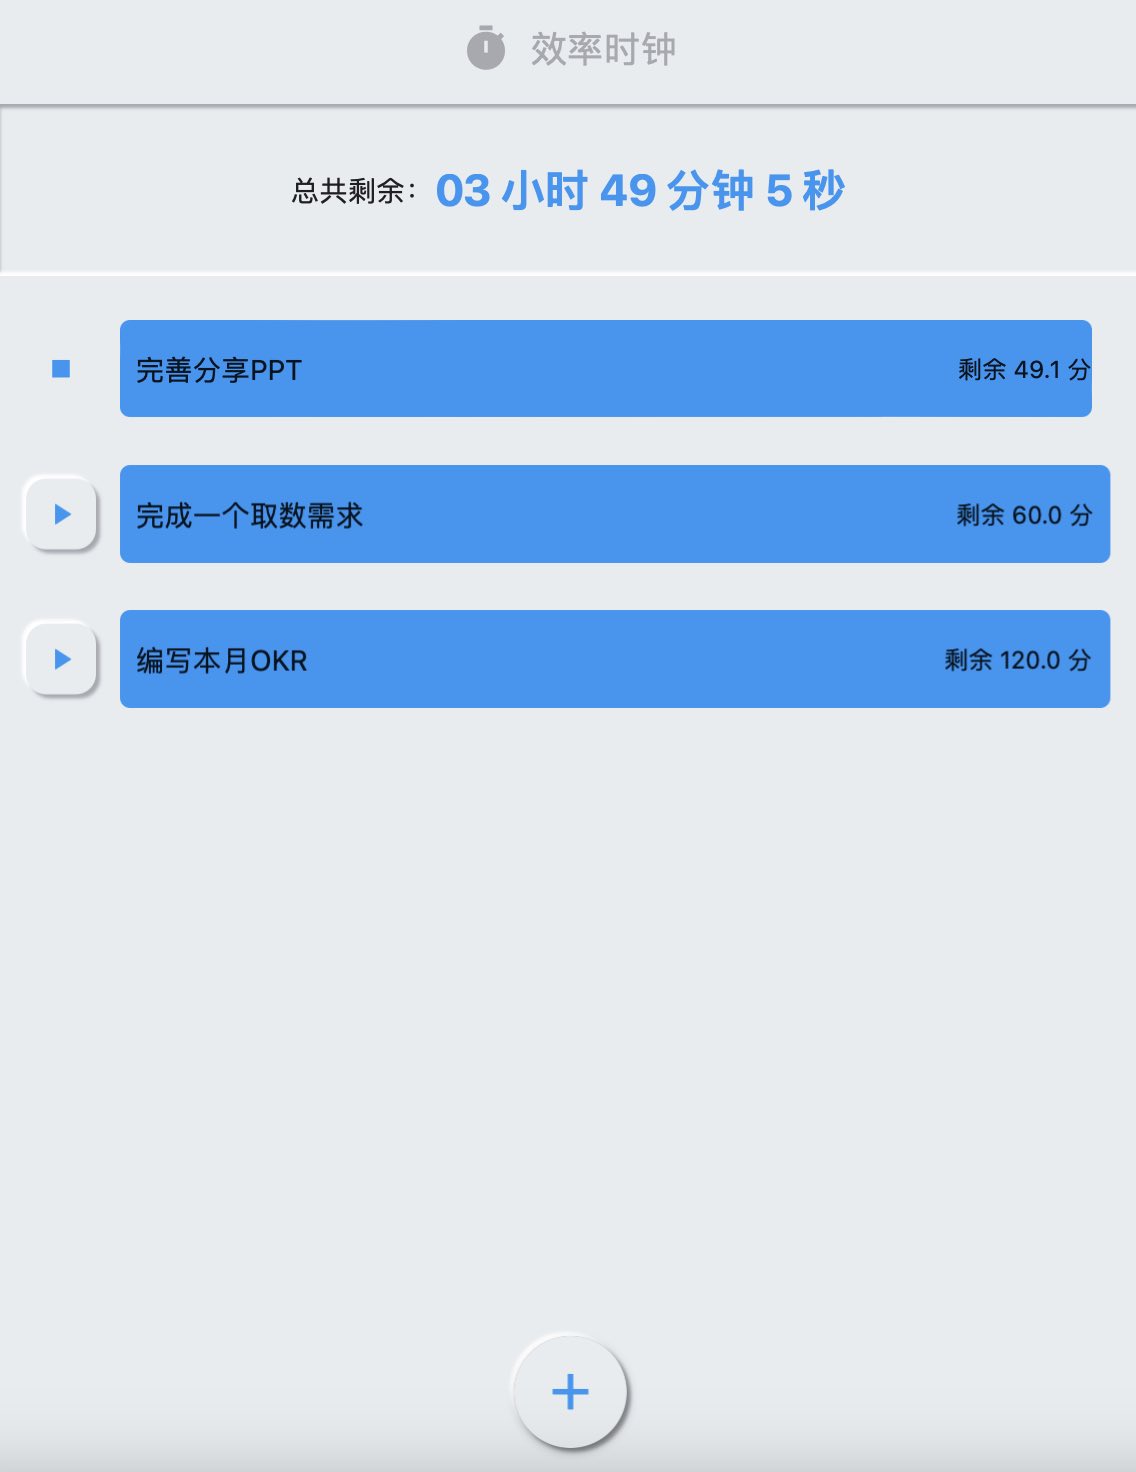 效率时钟
总共剩余：03 小时 49 分钟 5 秒
完善分享PPT 剩余 49.1 分
完成一个取数需求 剩余 60.0 分
编写本月OKR 剩余 120.0 分